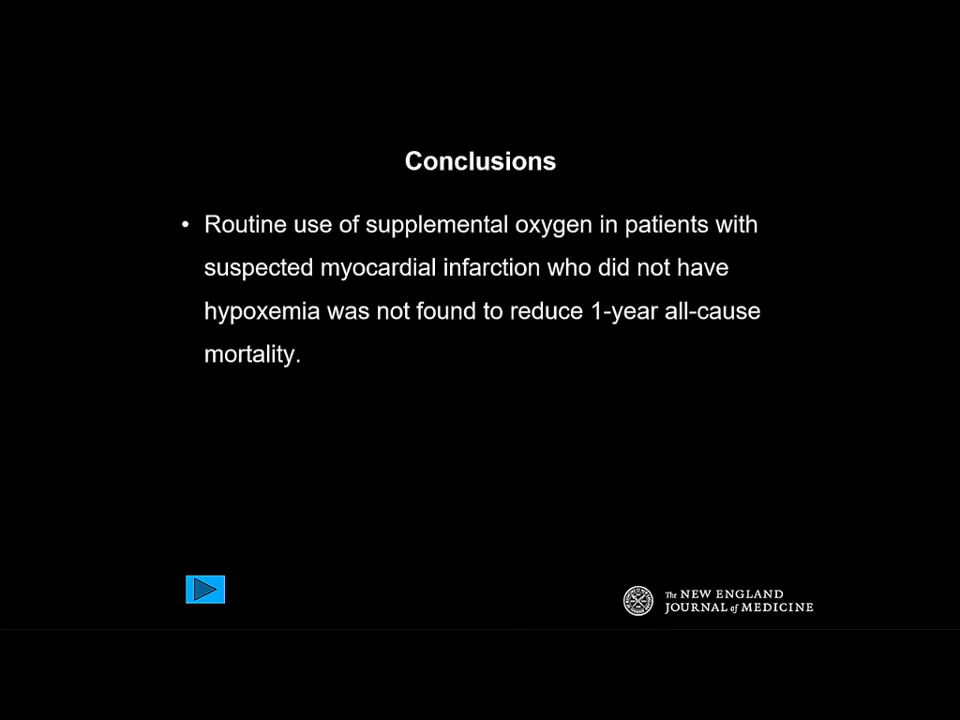 Conclusions
• Routine use of supplemental oxygen in patients with
suspected myocardial infarction who did not have
hypoxemia was not found to reduce 1-year all-cause
mortality.
The NEW ENGLAND
JOURNAL of MEDICINE